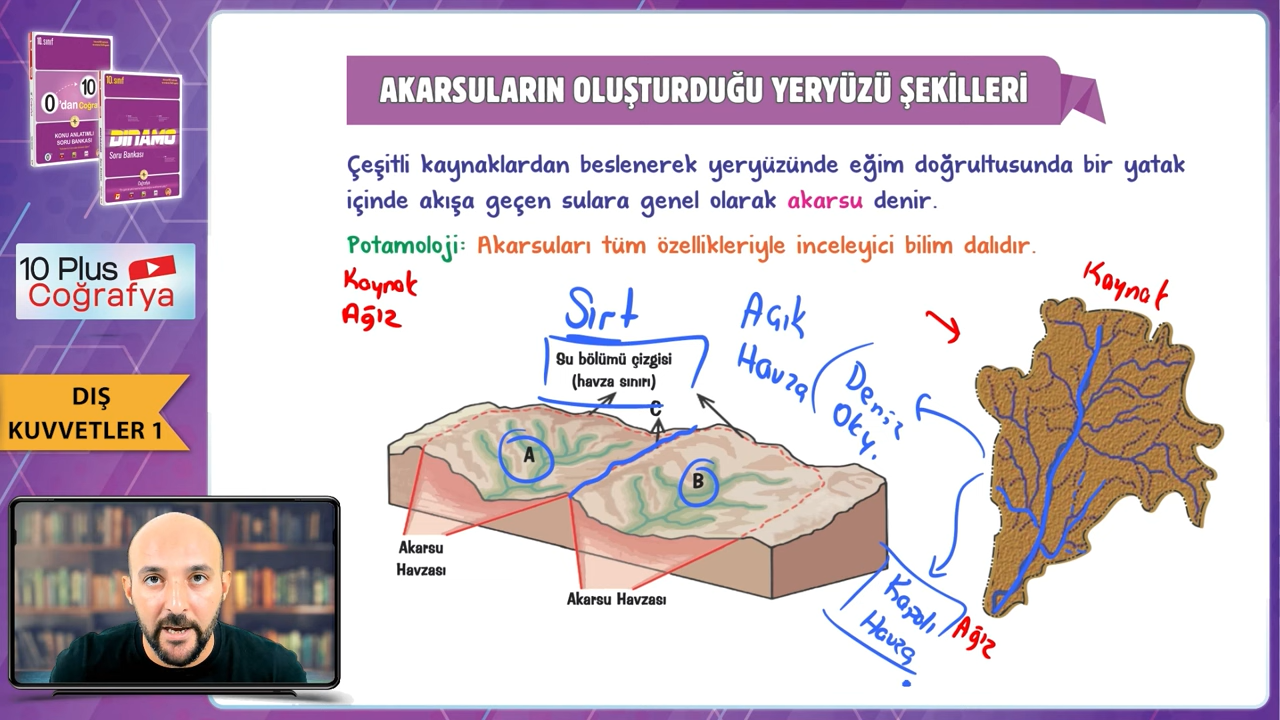 10.sınıf
0'dan
10
Coğrafya
KONU ANLATIMLI
SORU BANKASI
10.sınıf
DİNAMO
Soru Bankası
Coğrafya
10 Plus
Coğrafya
DIŞ
KUVVETLER 1
AKARSULARIN OLUŞTURDUĞU YERYÜZÜ ŞEKİLLERİ
Çeşitli kaynaklardan beslenerek yeryüzünde eğim doğrultusunda bir yatak
içinde akışa geçen sulara genel olarak akarsu denir.
Potamoloji: Akarsuları tüm özellikleriyle inceleyici bilim dalıdır.
Kaynak
Ağız
Sırt
Su bölümü çizgisi
(havza sınırı)
C
A
B
Akarsu
Havzası
Akarsu Havzası
Açık
Havza
Deniz
Oky.
Kapalı
Havza
Kaynak
Ağız